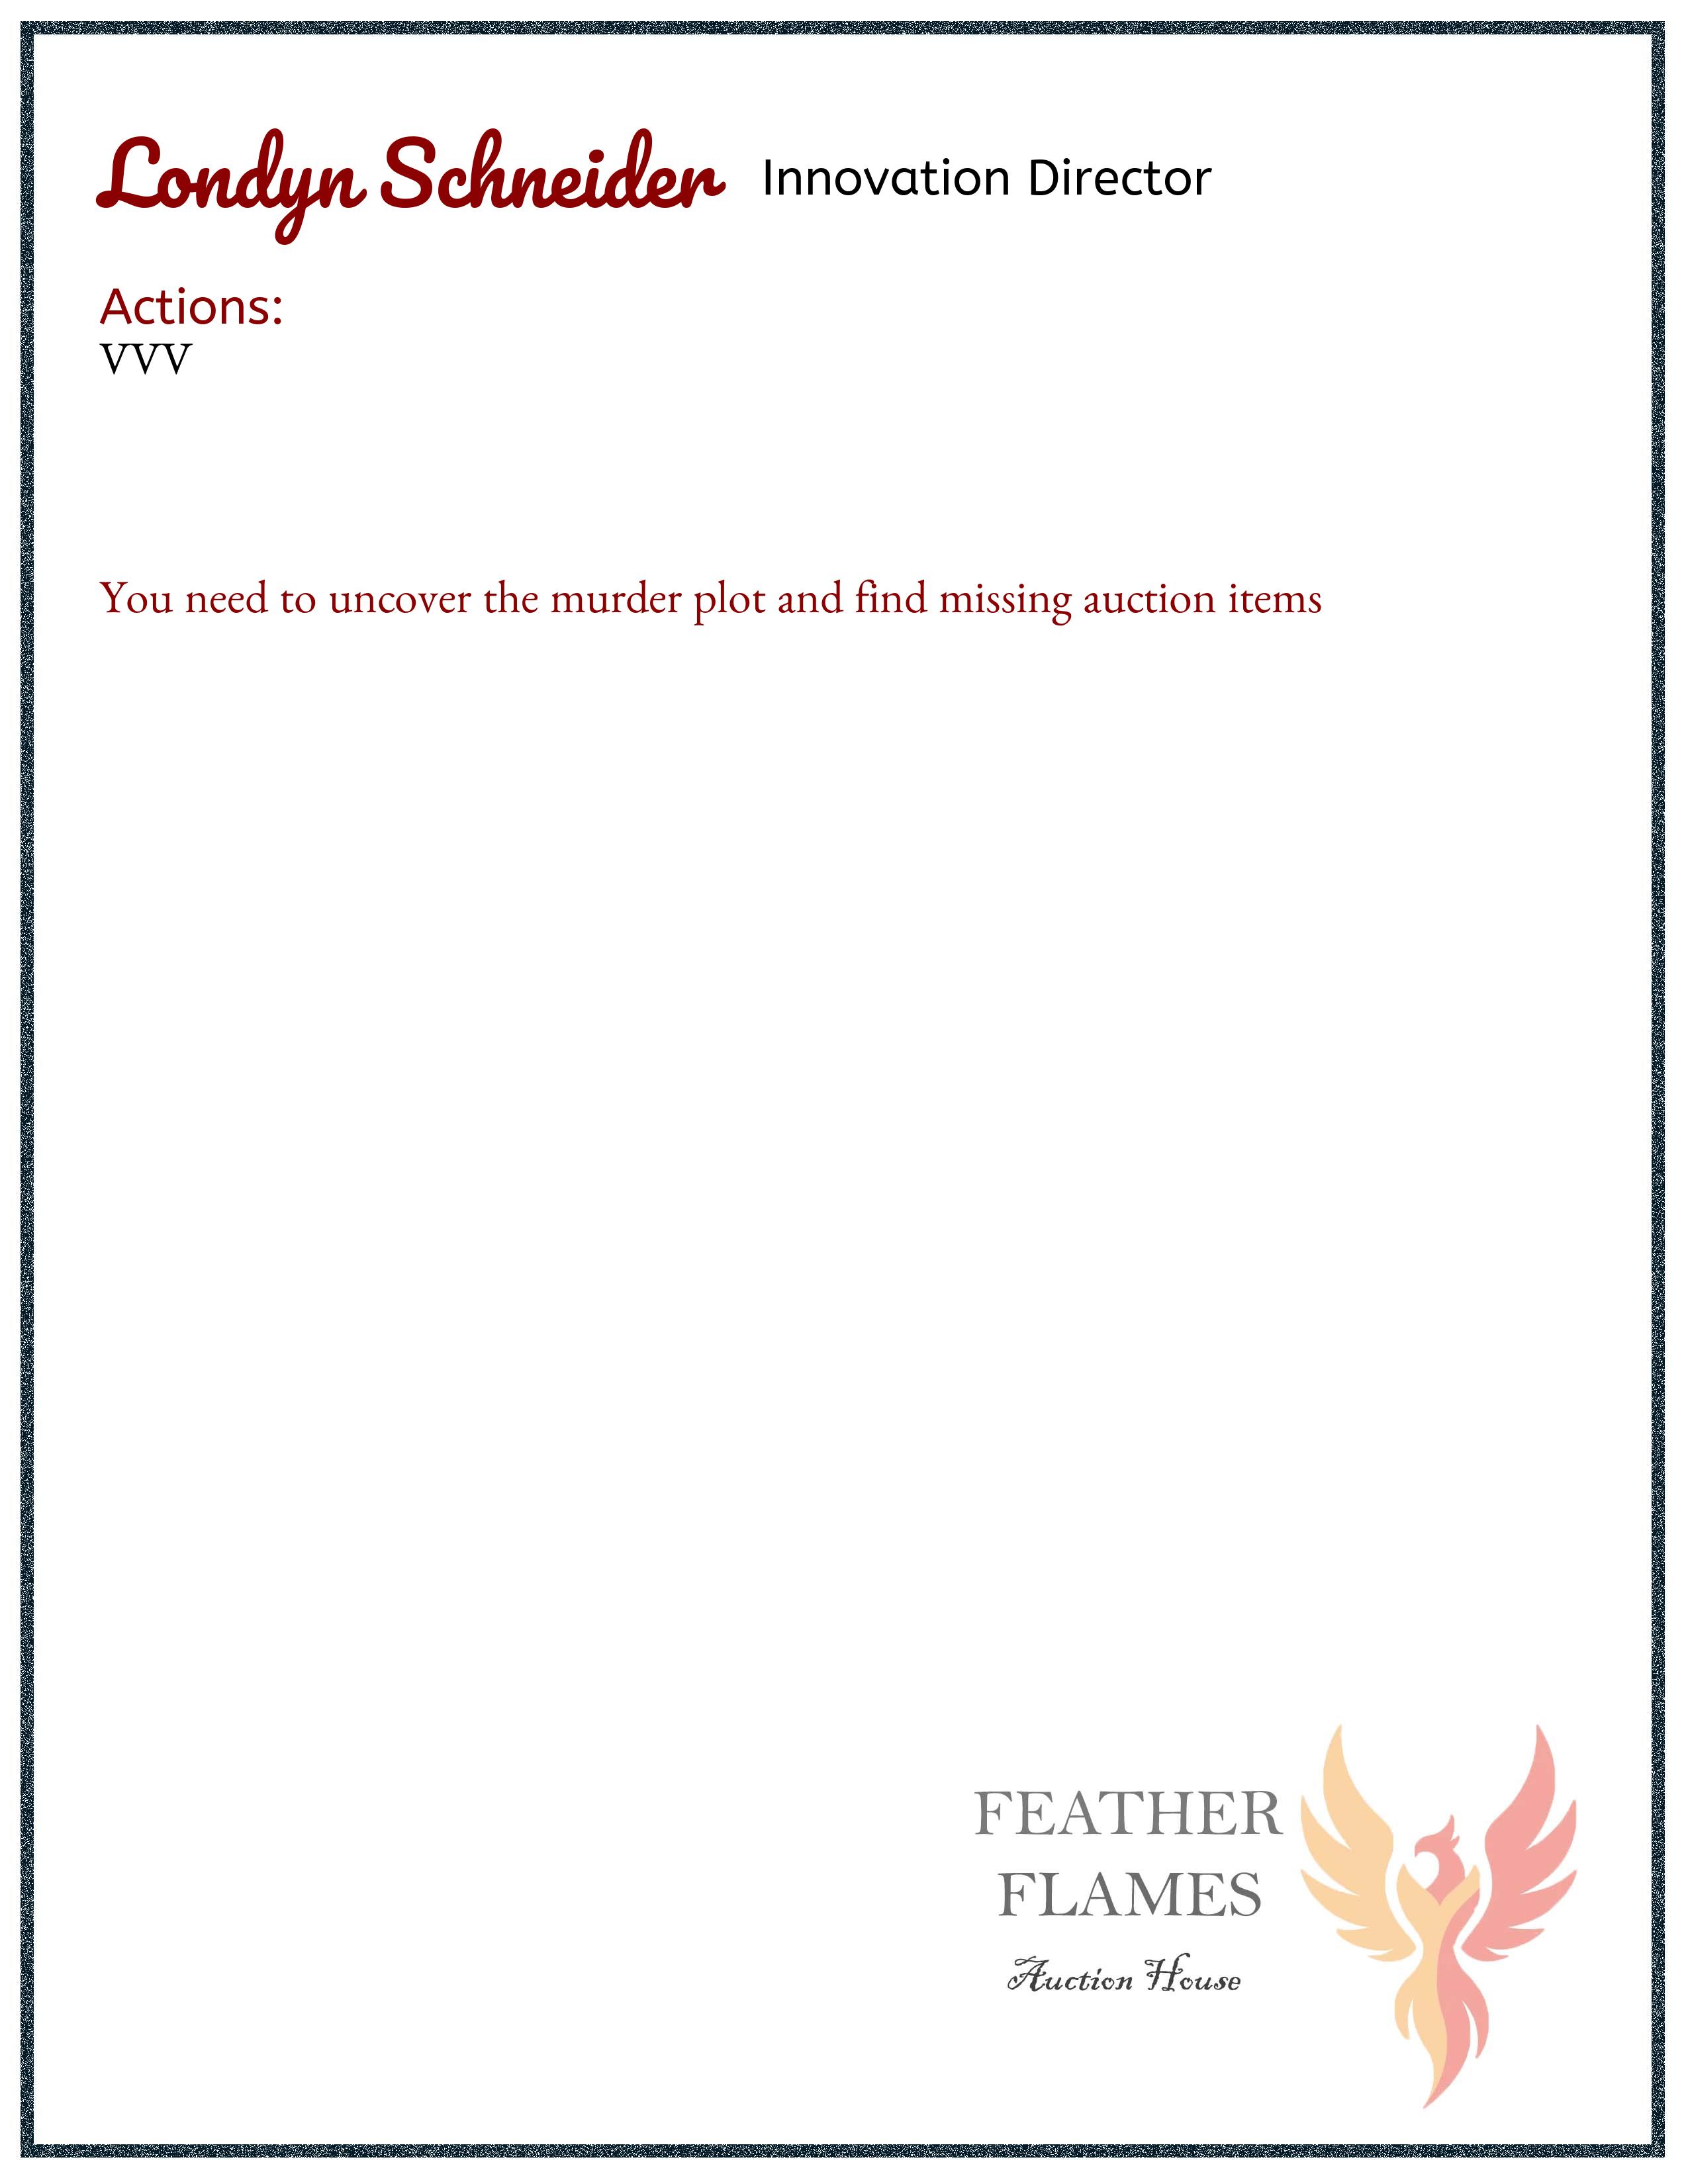 Londyn Schneider Innovation Director
Actions:
VVV
You need to uncover the murder plot and find missing auction items
FEATHER
FLAMES
Auction House